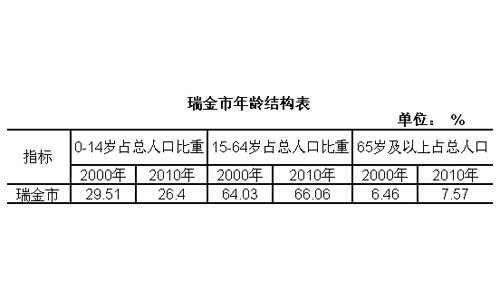 瑞金市年龄结构表
单位： %
指标 0-14岁占总人口比重 15-64岁占总人口比重 65岁及以上占总人口
2000年 2010年 2000年 2010年 2000年 2010年
瑞金市 29.51 26.4 64.03 66.06 6.46 7.57